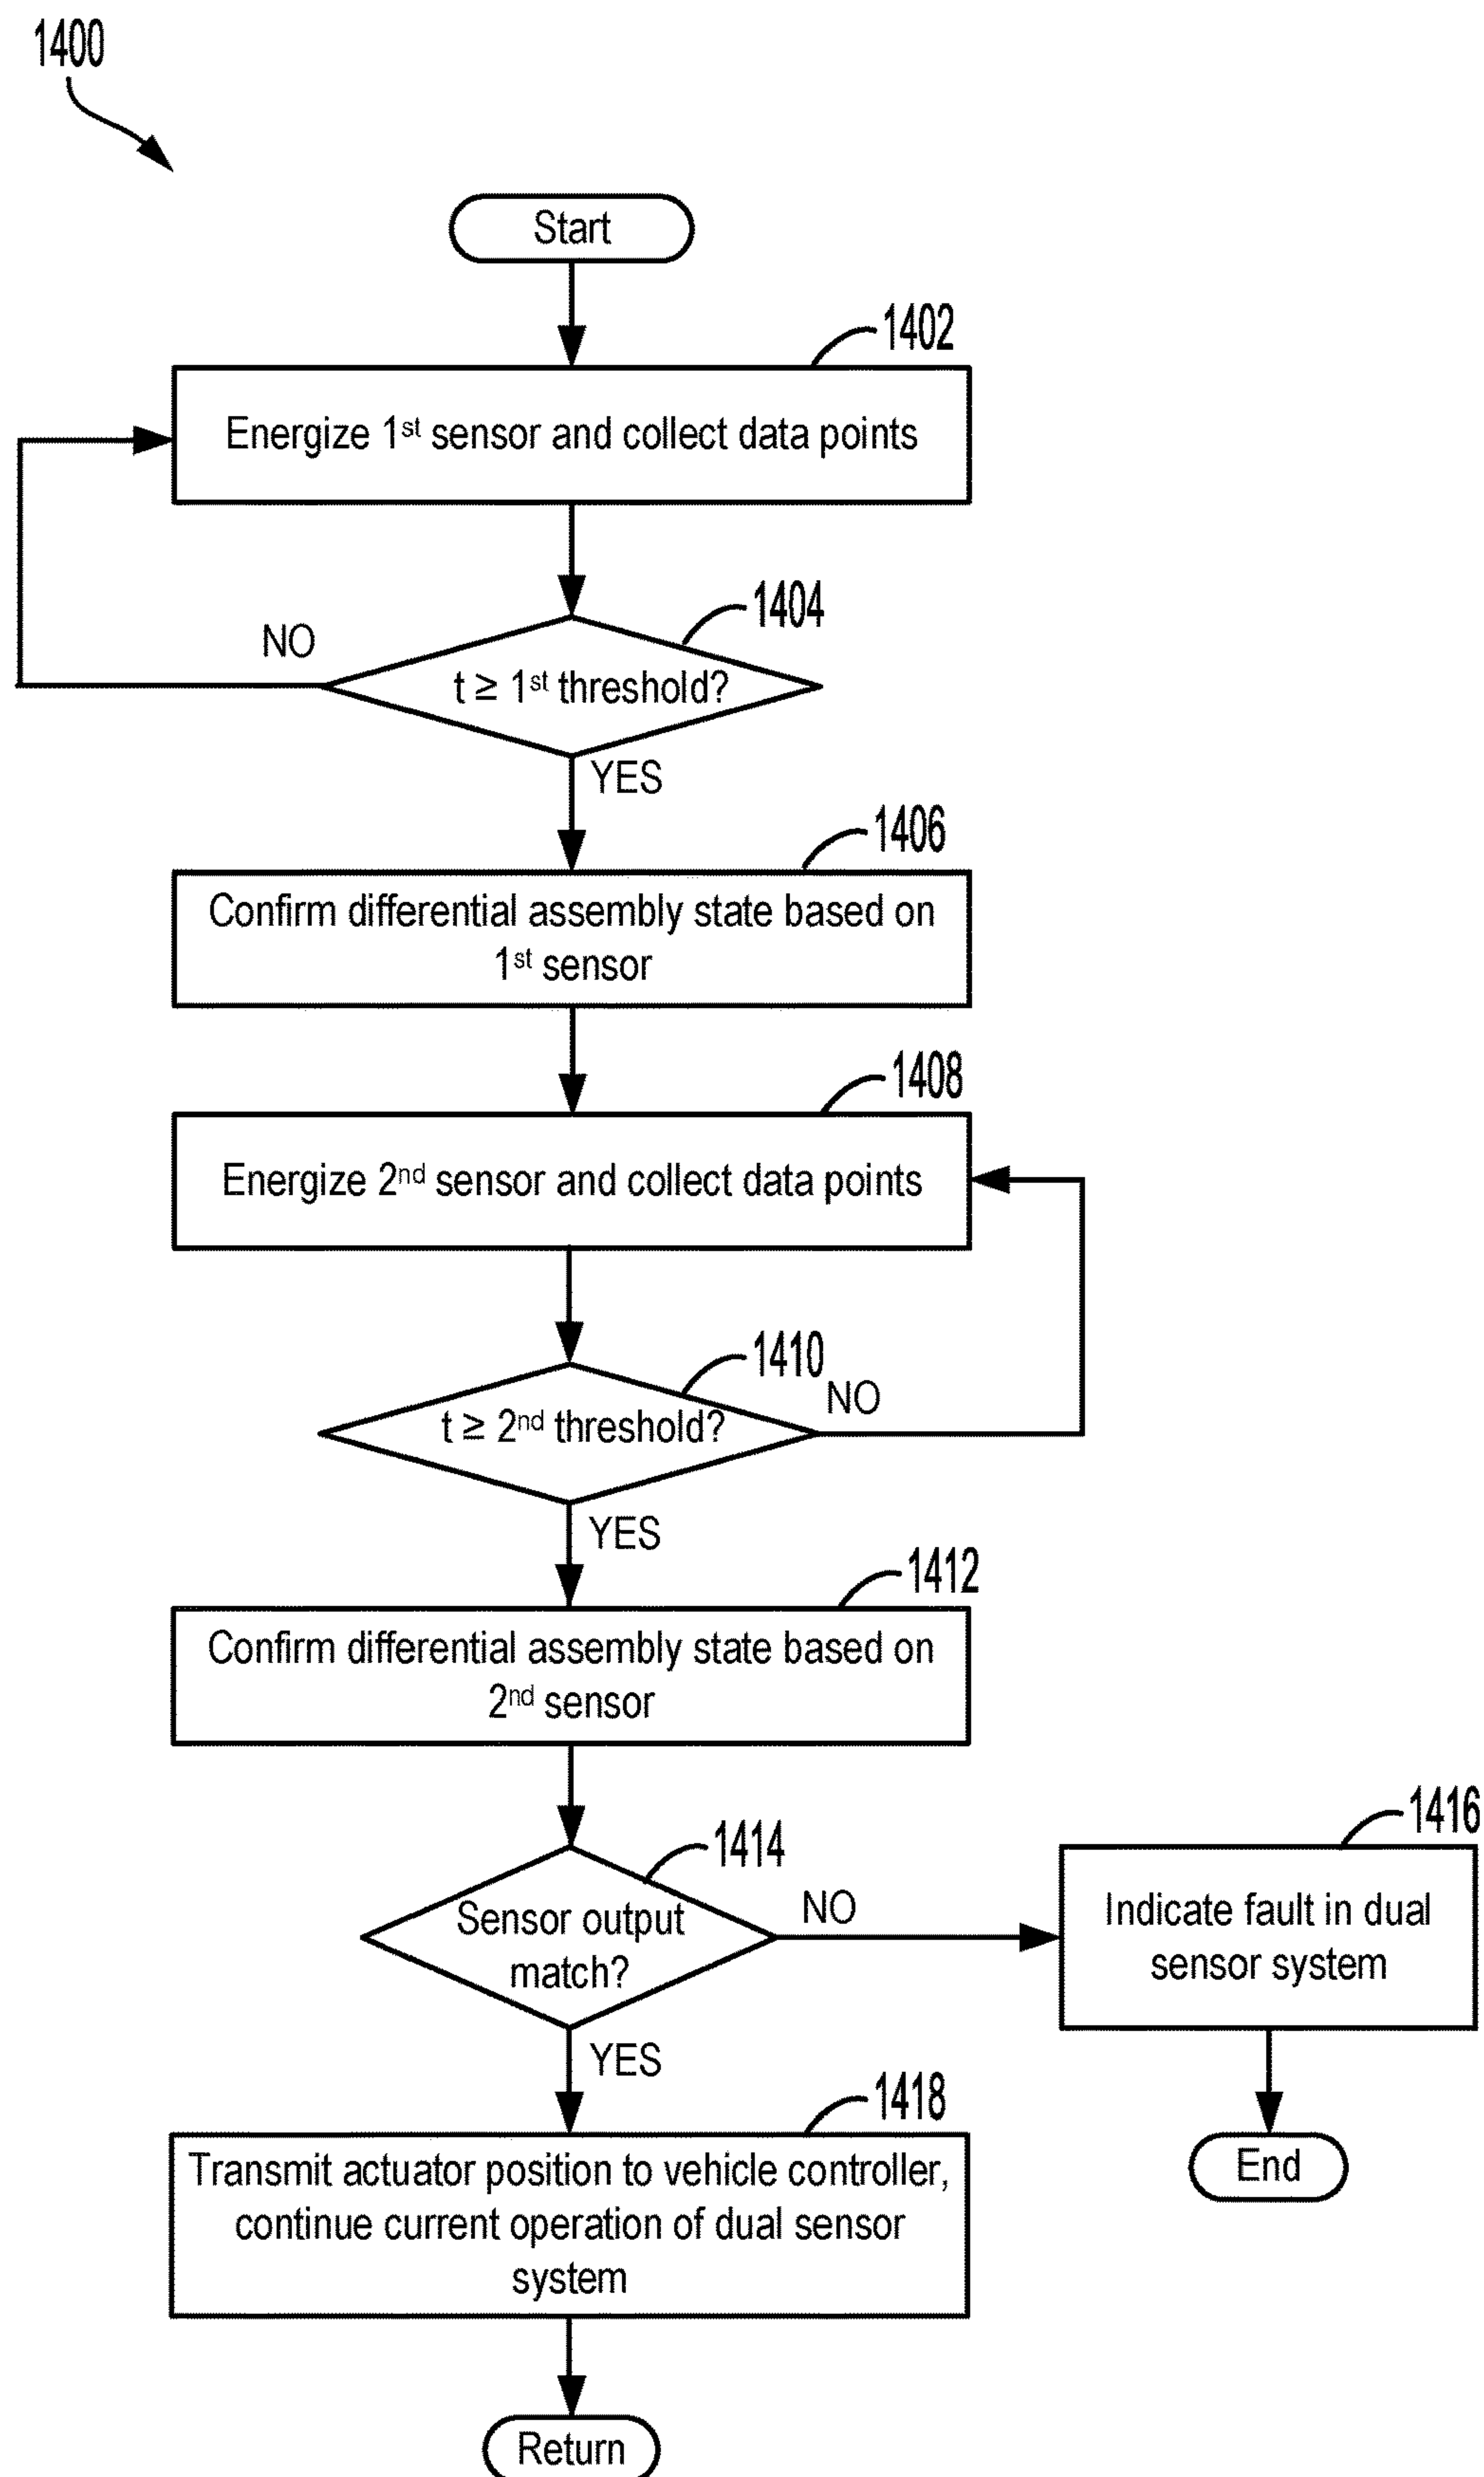 1400
Start
1402
Energize 1st sensor and collect data points
1404
NO
t ≥ 1st threshold?
YES
1406
Confirm differential assembly state based on
1st sensor
1408
Energize 2nd sensor and collect data points
1410
NO
t ≥ 2nd threshold?
YES
1412
Confirm differential assembly state based on
2nd sensor
1414
Sensor output
match?
NO
1416
Indicate fault in dual
sensor system
End
YES
1418
Transmit actuator position to vehicle controller,
continue current operation of dual sensor
system
Return